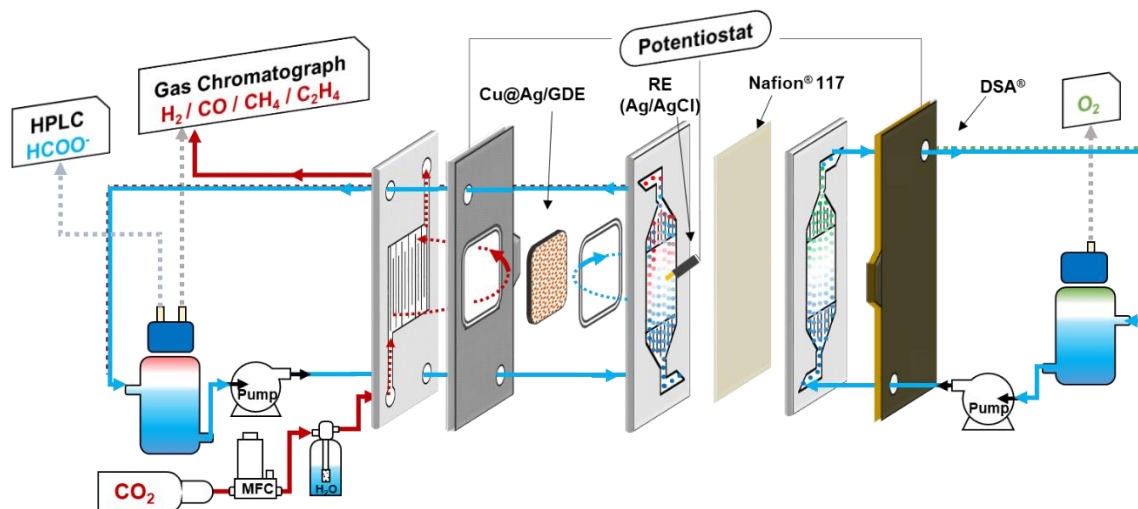 Potentiostat
Gas Chromatograph
H₂ / CO / CH₄ / C₂H₄
HPLC
HCOO⁻
Cu@Ag/GDE
RE
(Ag/AgCl)
Nafion® 117
DSA®
O₂
Pump
Pump
CO₂
MFC
H₂O